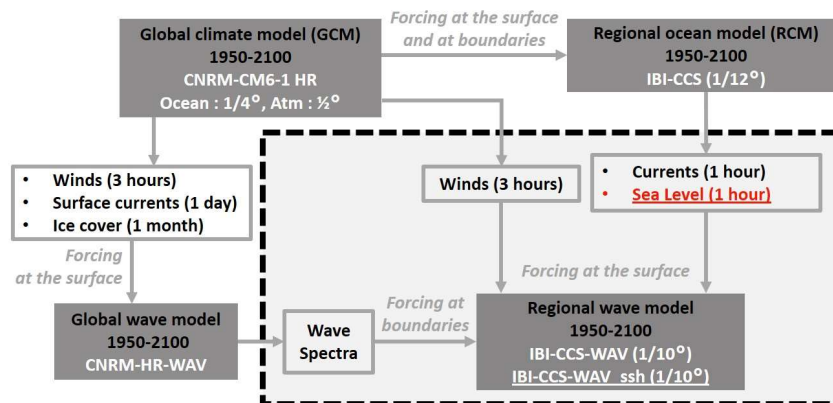 Global climate model (GCM)
1950-2100
CNRM-CM6-1 HR
Ocean : 1/4°, Atm : ½°
Forcing at the surface
and at boundaries
Regional ocean model (RCM)
1950-2100
IBI-CCS (1/12°)
• Winds (3 hours)
• Surface currents (1 day)
• Ice cover (1 month)
Winds (3 hours)
• Currents (1 hour)
• Sea Level (1 hour)
Forcing
at the surface
Forcing at the surface
Global wave model
1950-2100
CNRM-HR-WAV
Wave
Spectra
Forcing at
boundaries
Regional wave model
1950-2100
IBI-CCS-WAV (1/10°)
IBI-CCS-WAV_ssh (1/10°)